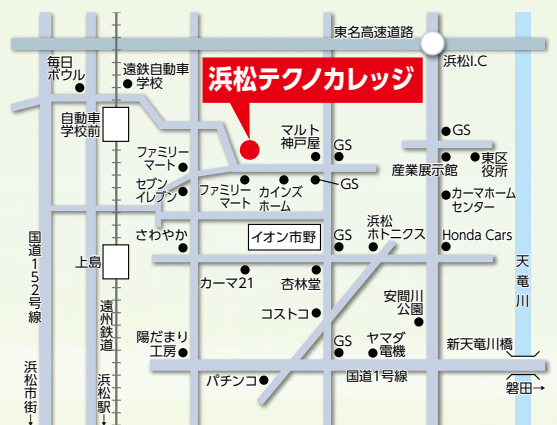 東名高速道路
浜松I.C
毎日
ボウル
遠鉄自動車
学校
浜松テクノカレッジ
自動車
学校前
マルト
神戸屋
GS
GS
ファミリー
マート
産業展示館
東区
役所
セブン
イレブン
ファミリー
マート
カインズ
ホーム
GS
カーマホーム
センター
浜松
ホトニクス
さわやか
イオン市野
GS
Honda Cars
国道152号線
上島
天竜川
カーマ21
杏林堂
安間川
公園
コストコ
遠州鉄道
陽だまり
工房
GS
ヤマダ
電機
新天竜川橋
国道1号線
パチンコ
磐田→
浜松市街→
浜松駅→